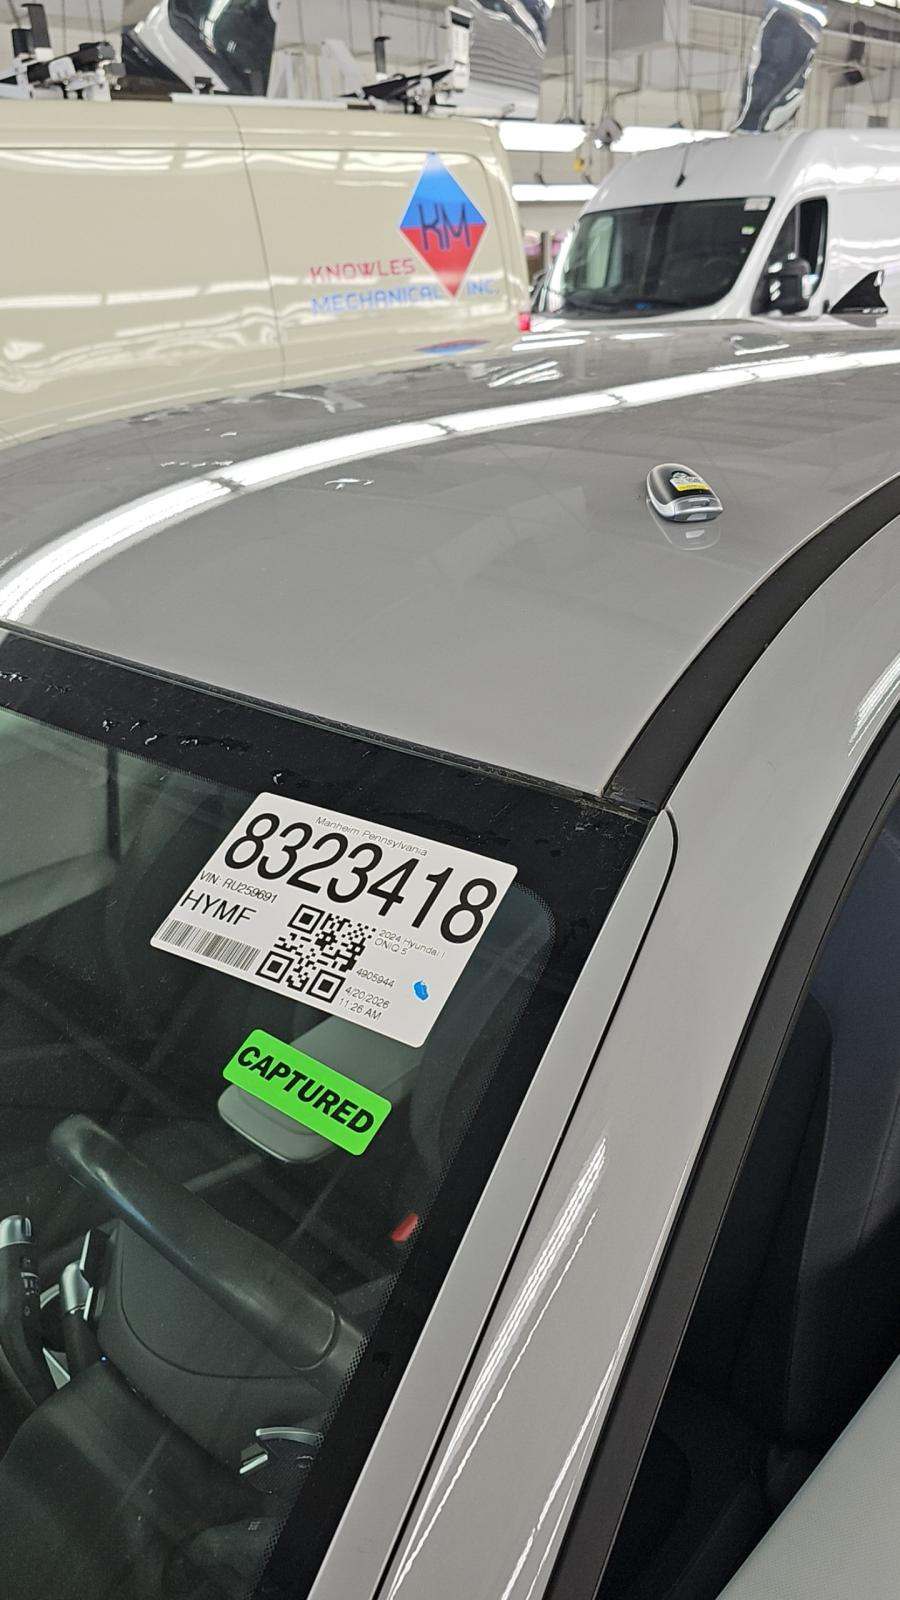 KM
KNOWLES
MECHANICAL INC.
Manheim Pennsylvania
8323418
VIN: RU259691
HYMF
2024 Hyundai I
ONIQ 5
4905944
4/20/2026
11:26 AM
CAPTURED